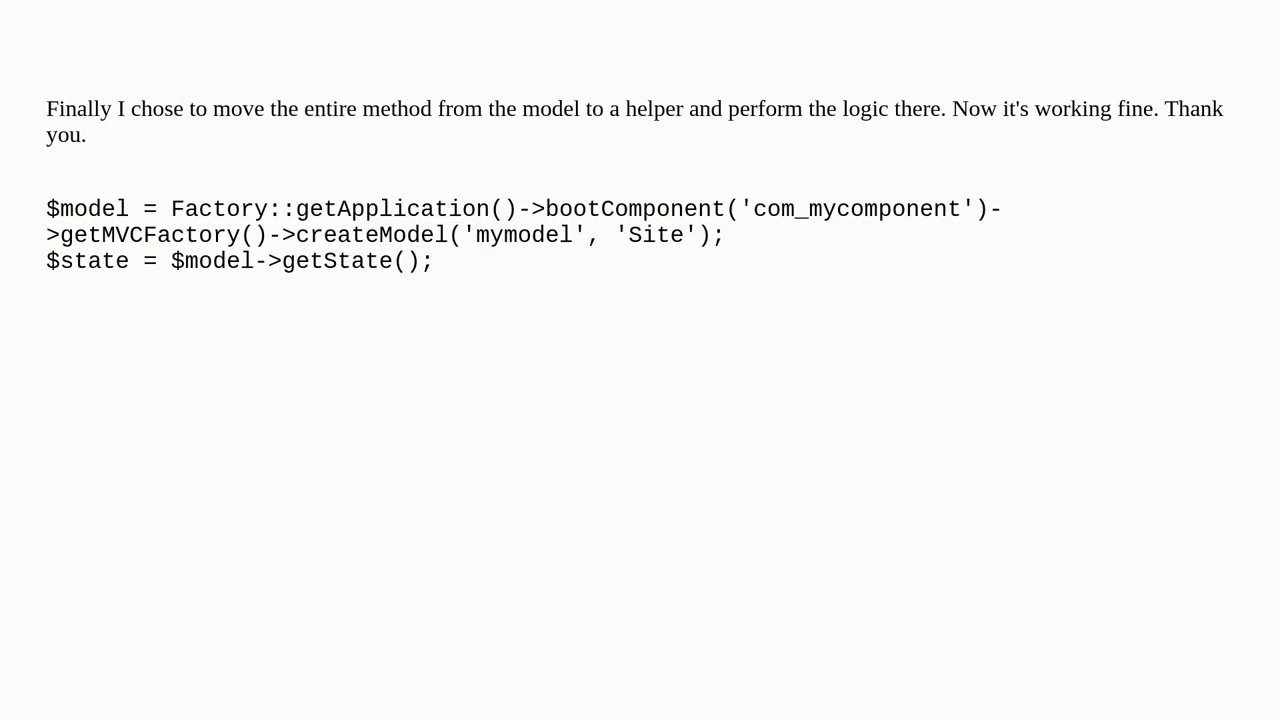 Finally I chose to move the entire method from the model to a helper and perform the logic there. Now it's working fine. Thank
you.
$model = Factory::getApplication()->bootComponent('com_mycomponent')-
>getMVCFactory()->createModel('mymodel', 'Site');
$state = $model->getState();